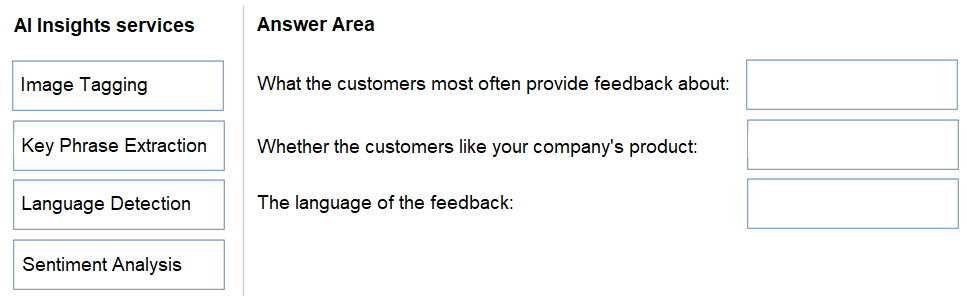 AI Insights services
Image Tagging
Key Phrase Extraction
Language Detection
Sentiment Analysis
Answer Area
What the customers most often provide feedback about:
Whether the customers like your company's product:
The language of the feedback: